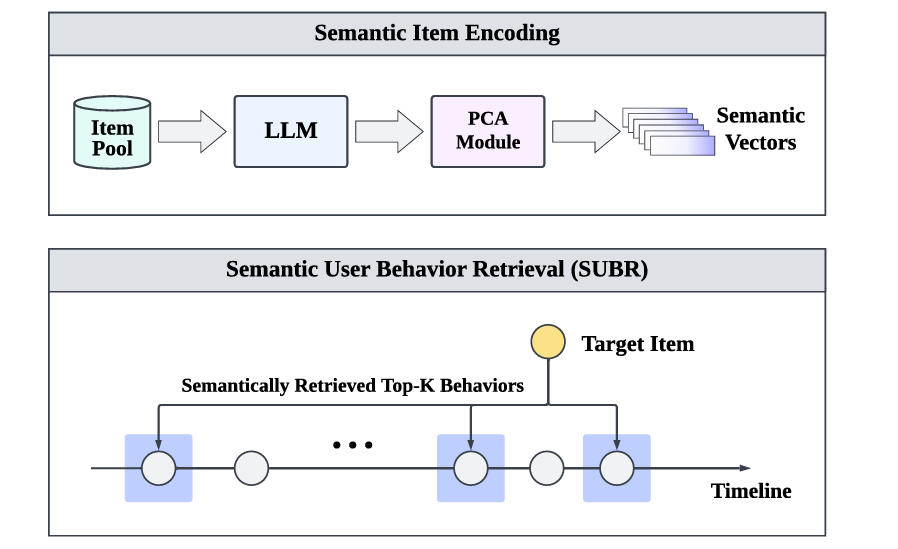 Semantic Item Encoding
Item
Pool
LLM
PCA
Module
Semantic
Vectors
Semantic User Behavior Retrieval (SUBR)
Target Item
Semantically Retrieved Top-K Behaviors
Timeline